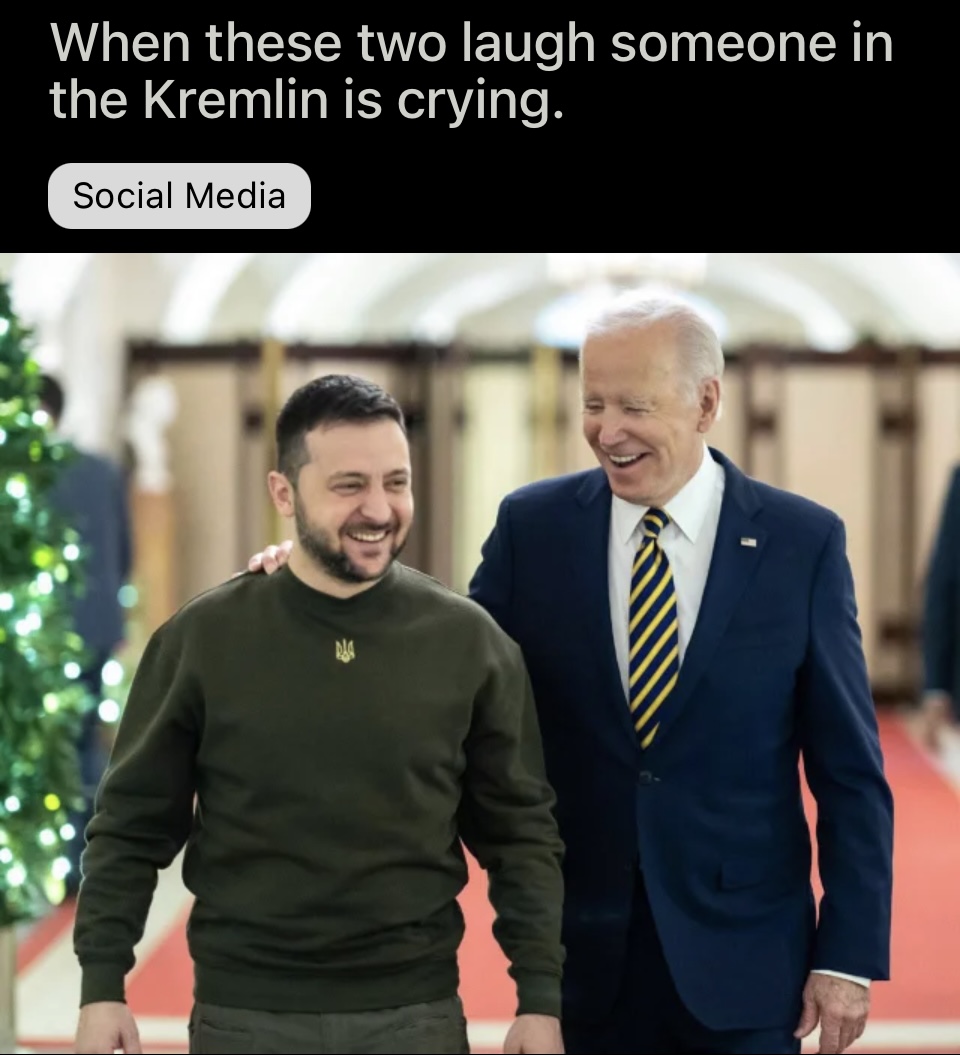 When these two laugh someone in
the Kremlin is crying.
Social Media